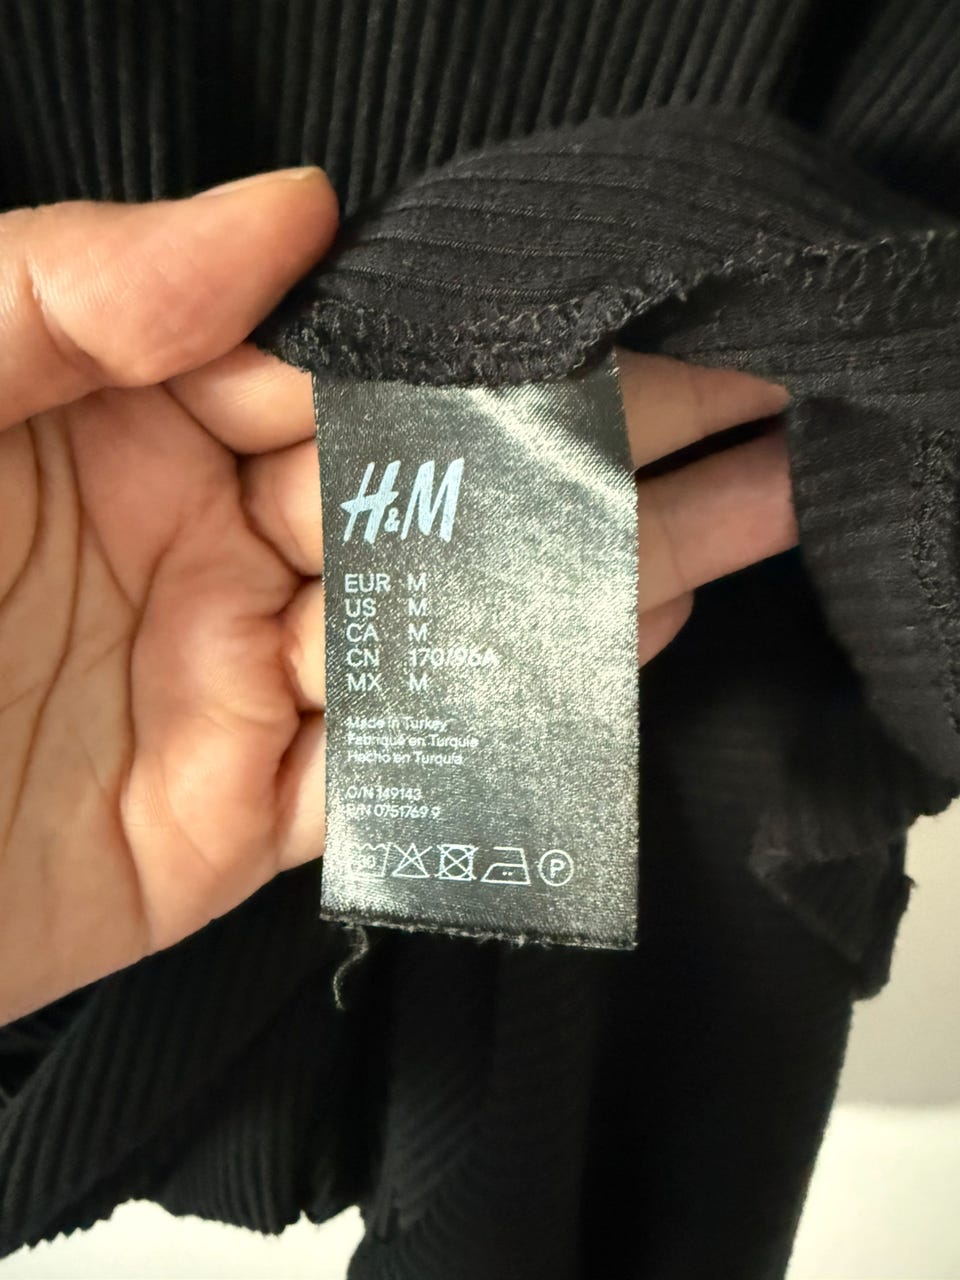 H&M
EUR M
US M
CA M
CN 170/96A
MX M
Made in Turkey
Fabriqué en Turquie
Hecho en Turquía
O/N 149143
P/N 0751769 9
30
P